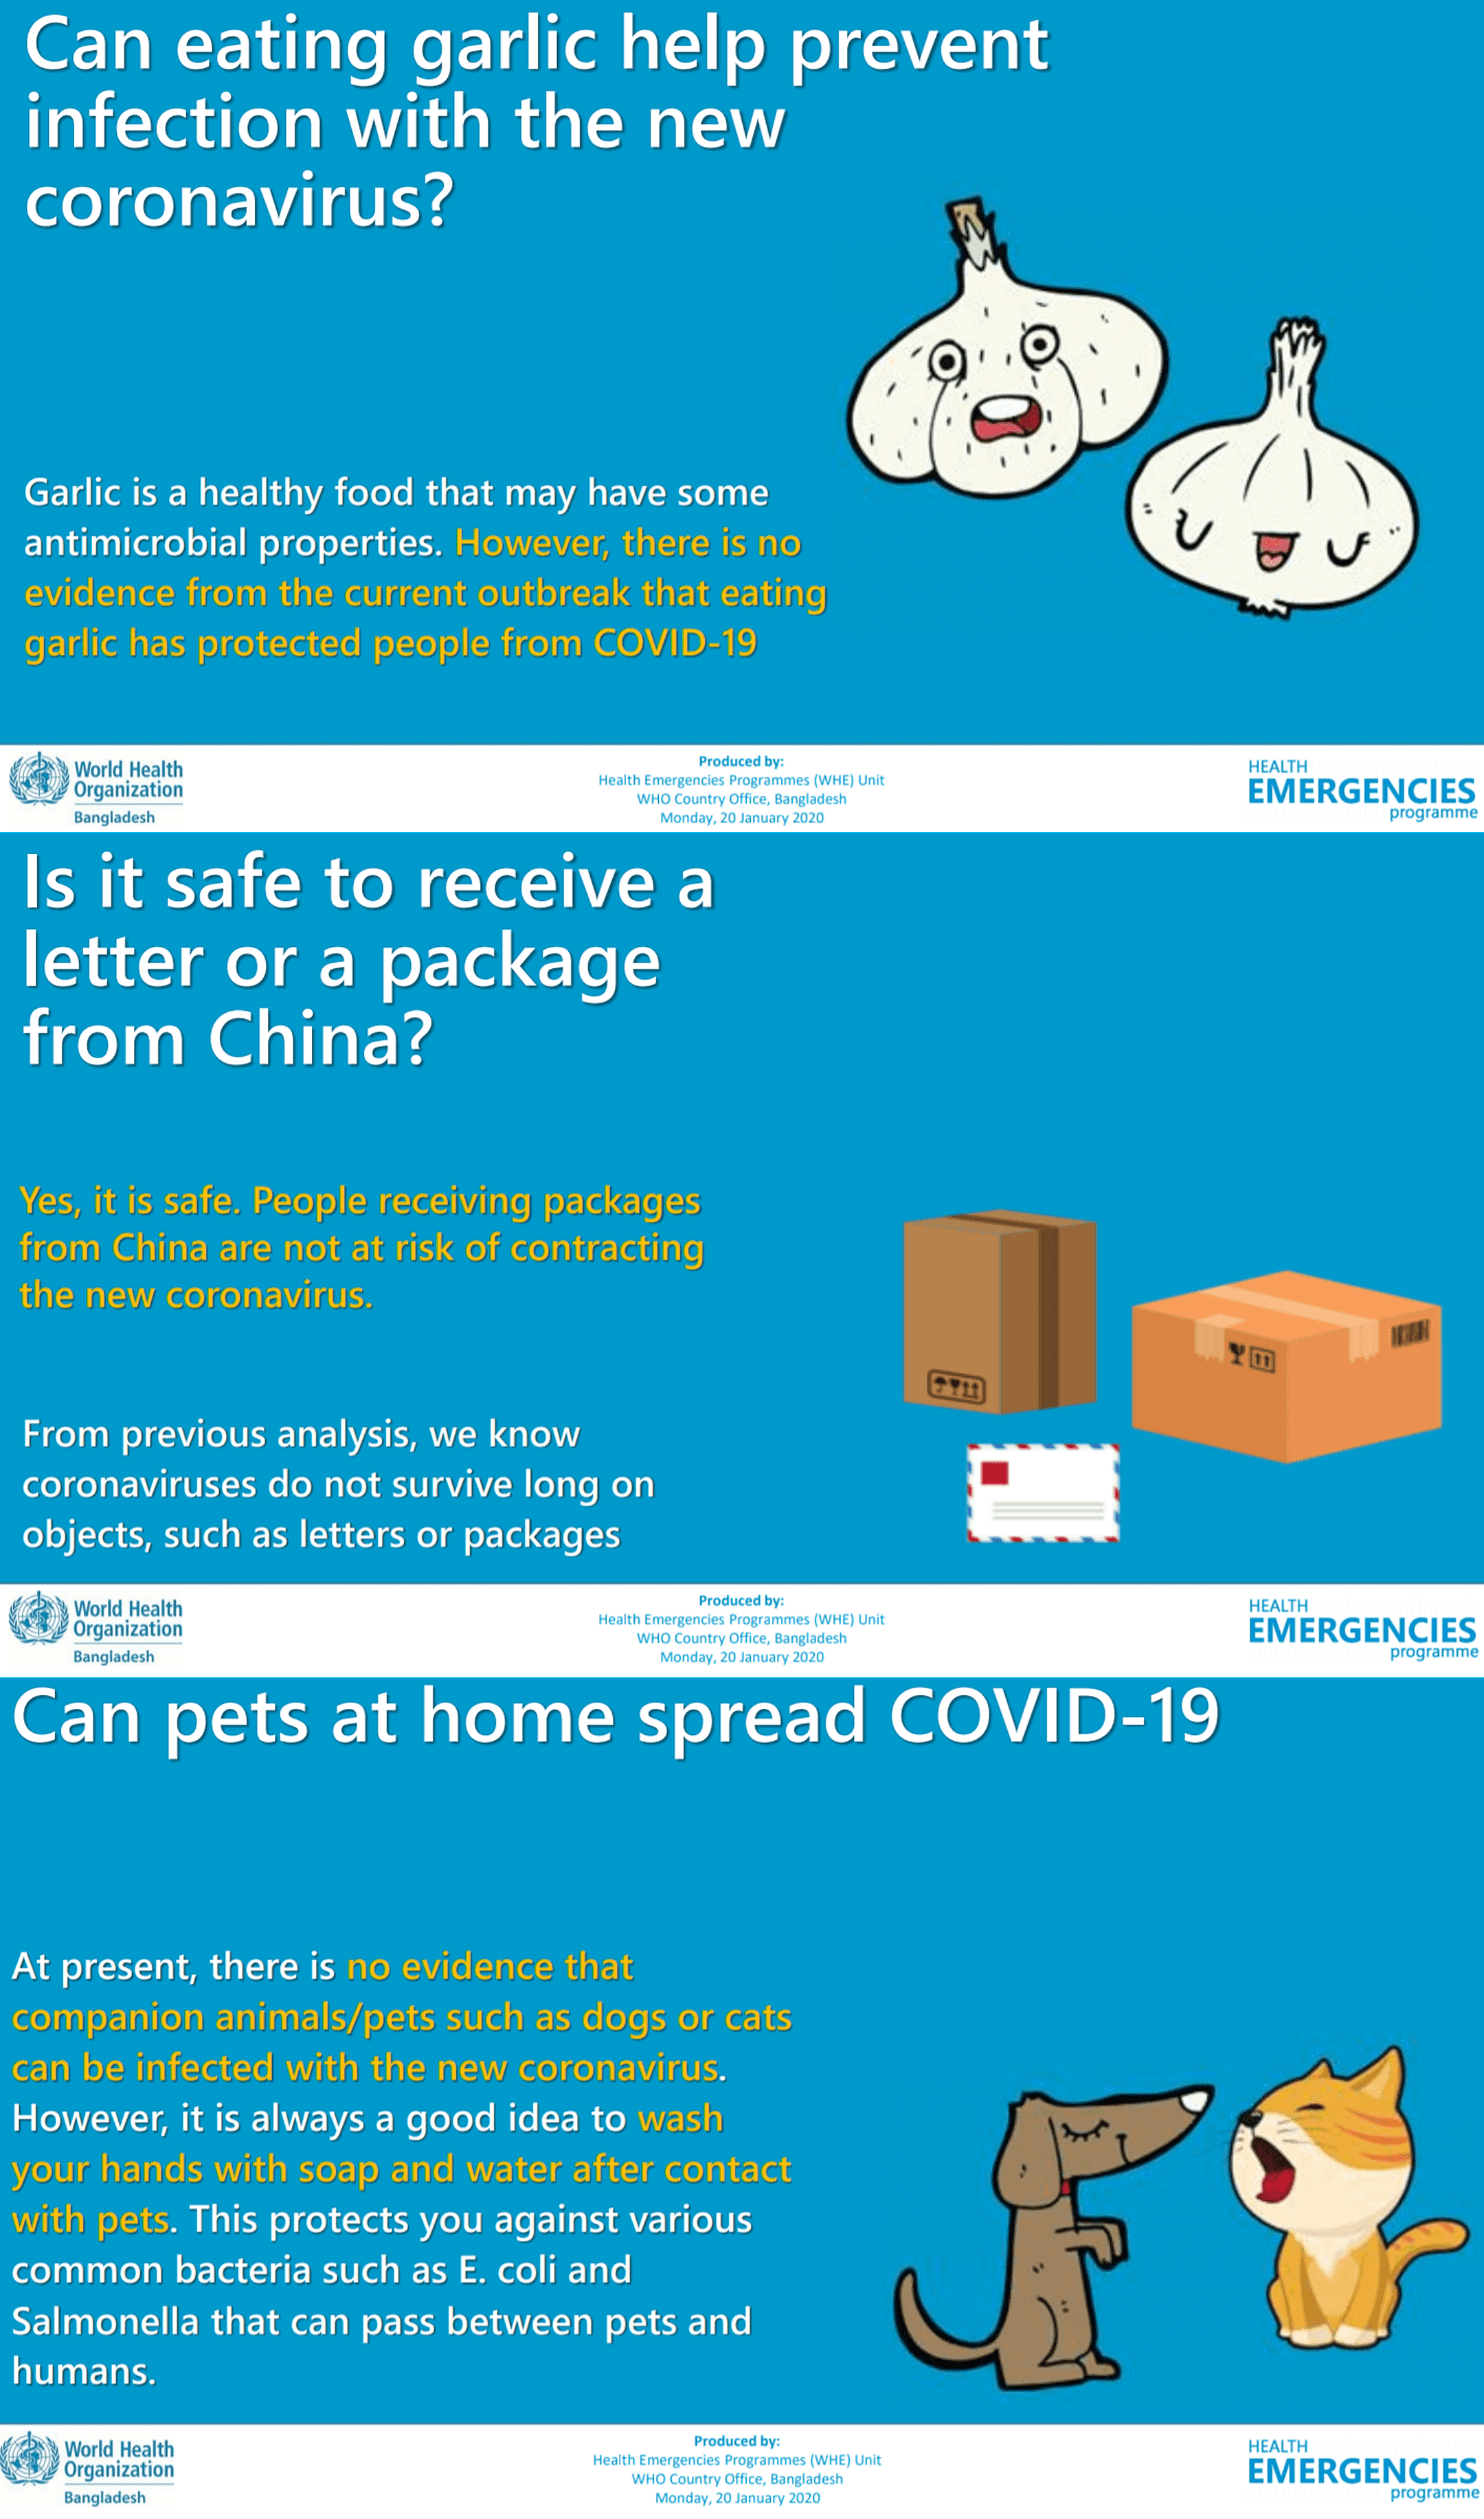 Can eating garlic help prevent
infection with the new
coronavirus?
Garlic is a healthy food that may have some
antimicrobial properties. However, there is no
evidence from the current outbreak that eating
garlic has protected people from COVID-19
World Health
Organization
Bangladesh
Produced by:
Health Emergencies Programmes (WHE) Unit
WHO Country Office, Bangladesh
Monday, 20 January 2020
HEALTH
EMERGENCIES
programme
Is it safe to receive a
letter or a package
from China?
Yes, it is safe. People receiving packages
from China are not at risk of contracting
the new coronavirus.
From previous analysis, we know
coronaviruses do not survive long on
objects, such as letters or packages
World Health
Organization
Bangladesh
Produced by:
Health Emergencies Programmes (WHE) Unit
WHO Country Office, Bangladesh
Monday, 20 January 2020
HEALTH
EMERGENCIES
programme
Can pets at home spread COVID-19
At present, there is no evidence that
companion animals/pets such as dogs or cats
can be infected with the new coronavirus.
However, it is always a good idea to wash
your hands with soap and water after contact
with pets. This protects you against various
common bacteria such as E. coli and
Salmonella that can pass between pets and
humans.
World Health
Organization
Bangladesh
Produced by:
Health Emergencies Programmes (WHE) Unit
WHO Country Office, Bangladesh
Monday, 20 January 2020
HEALTH
EMERGENCIES
programme